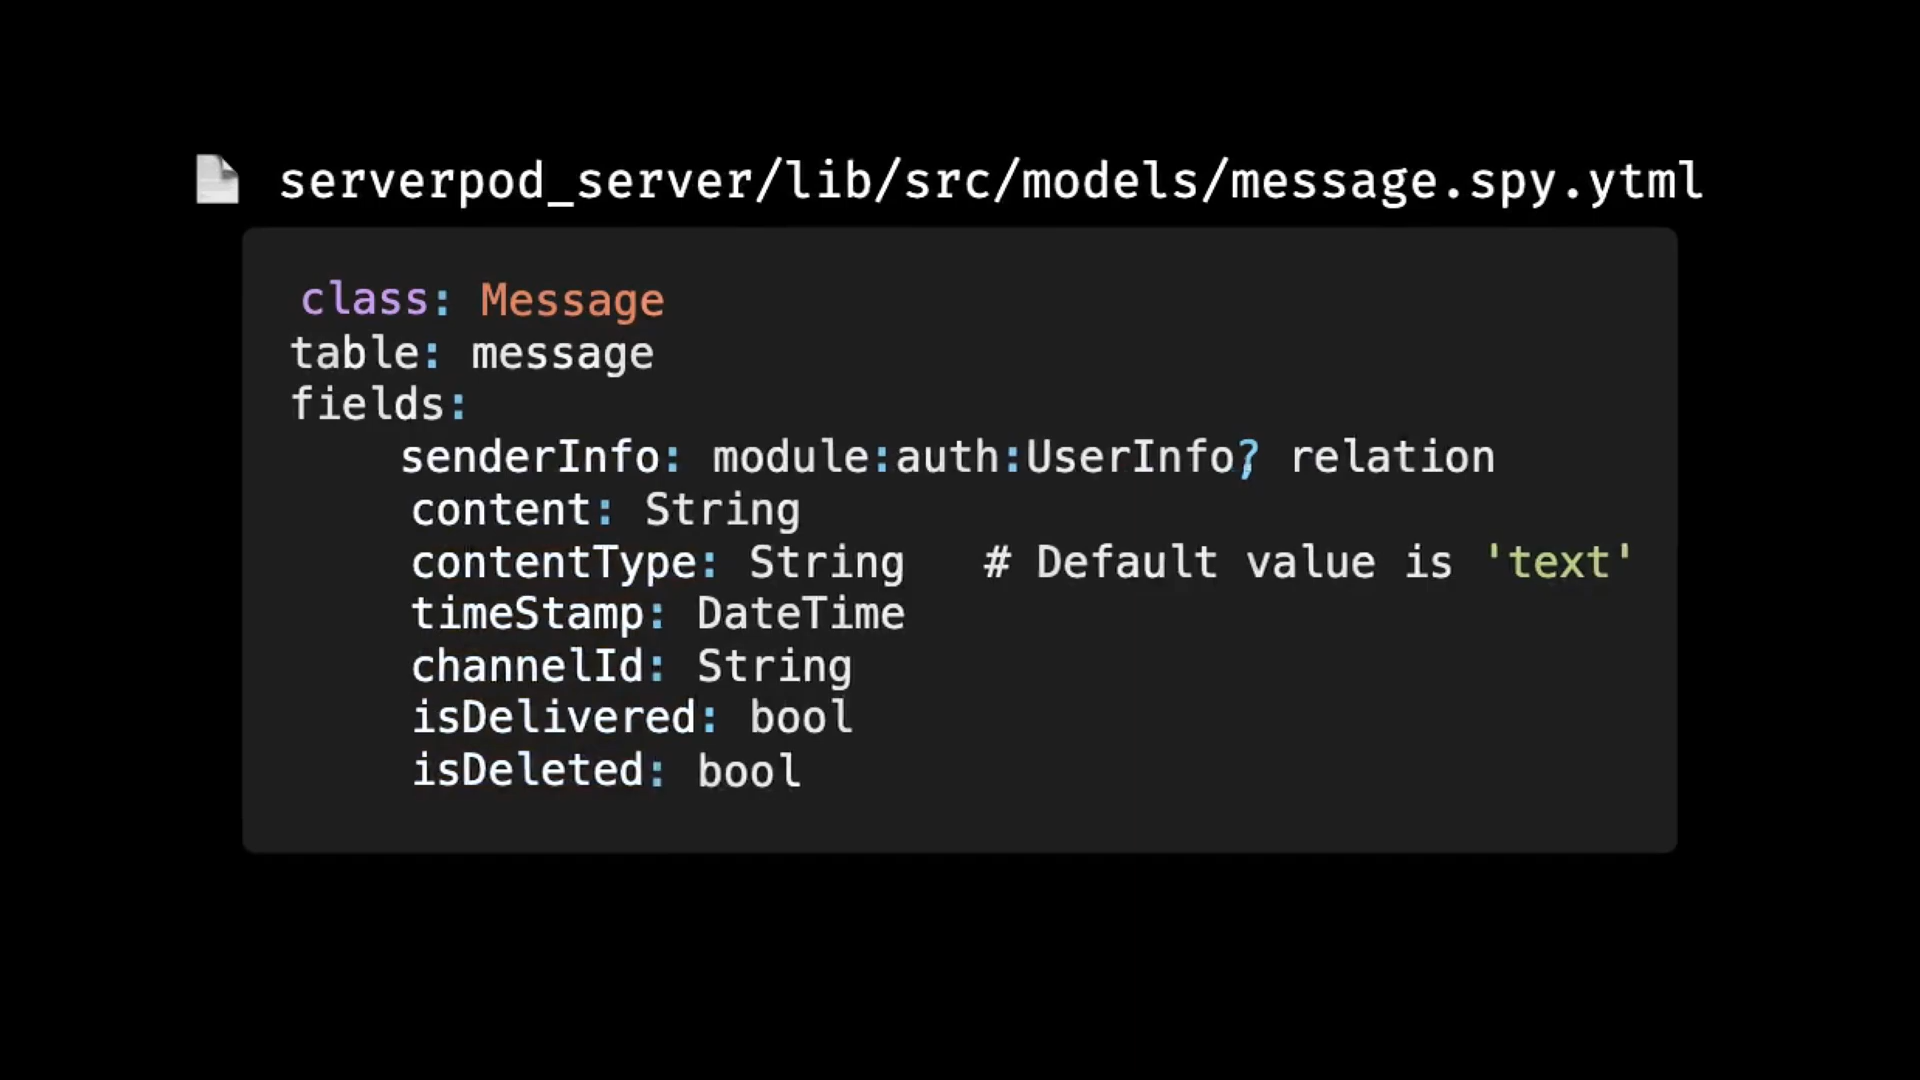 serverpod_server/lib/src/models/message.spy.ytml
class: Message
table: message
fields:
senderInfo: module:auth:UserInfo?, relation
content: String
contentType: String # Default value is 'text'
timeStamp: DateTime
channelId: String
isDelivered: bool
isDeleted: bool